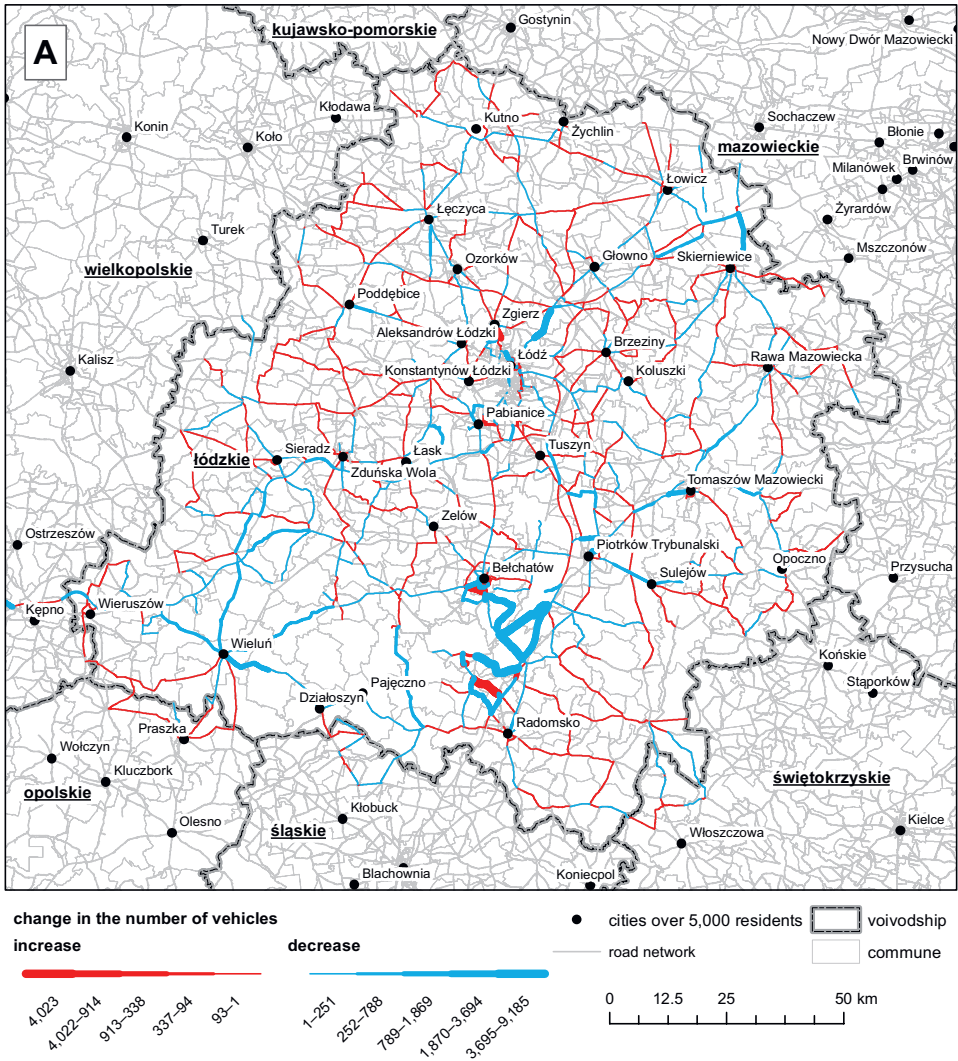 A
kujawsko-pomorskie
Gostynin
Nowy Dwór Mazowiecki
Kłodawa
Konin
Koło
Kutno
Żychlin
Sochaczew
mazowieckie
Błonie
Brwinów
Milanówek
Łowicz
Żyrardów
Łęczyca
Turek
Mszczonów
wielkopolskie
Ozorków
Głowno
Skierniewice
Poddębice
Zgierz
Aleksandrów Łódzki
Brzeziny
Łódź
Rawa Mazowiecka
Kalisz
Konstantynów Łódzki
Koluszki
Pabianice
Sieradz
łódzkie
Łask
Tuszyn
Zduńska Wola
Tomaszów Mazowiecki
Zelów
Ostrzeszów
Piotrków Trybunalski
Opoczno
Przysucha
Bełchatów
Sulejów
Kępno
Wieruszów
Wieluń
Końskie
Stąporków
Pajęczno
Działoszyn
Radomsko
Praszka
Wołczyn
Kluczbork
świętokrzyskie
opolskie
Olesno
Kłobuck
śląskie
Włoszczowa
Kielce
Blachownia
Koniecpol
change in the number of vehicles
increase
decrease
4,023
4,022–914
913–338
337–94
93–1
1–251
252–788
789–1,869
1,870–3,694
3,695–9,185
cities over 5,000 residents
voivodship
road network
commune
0 12.5 25 50 km